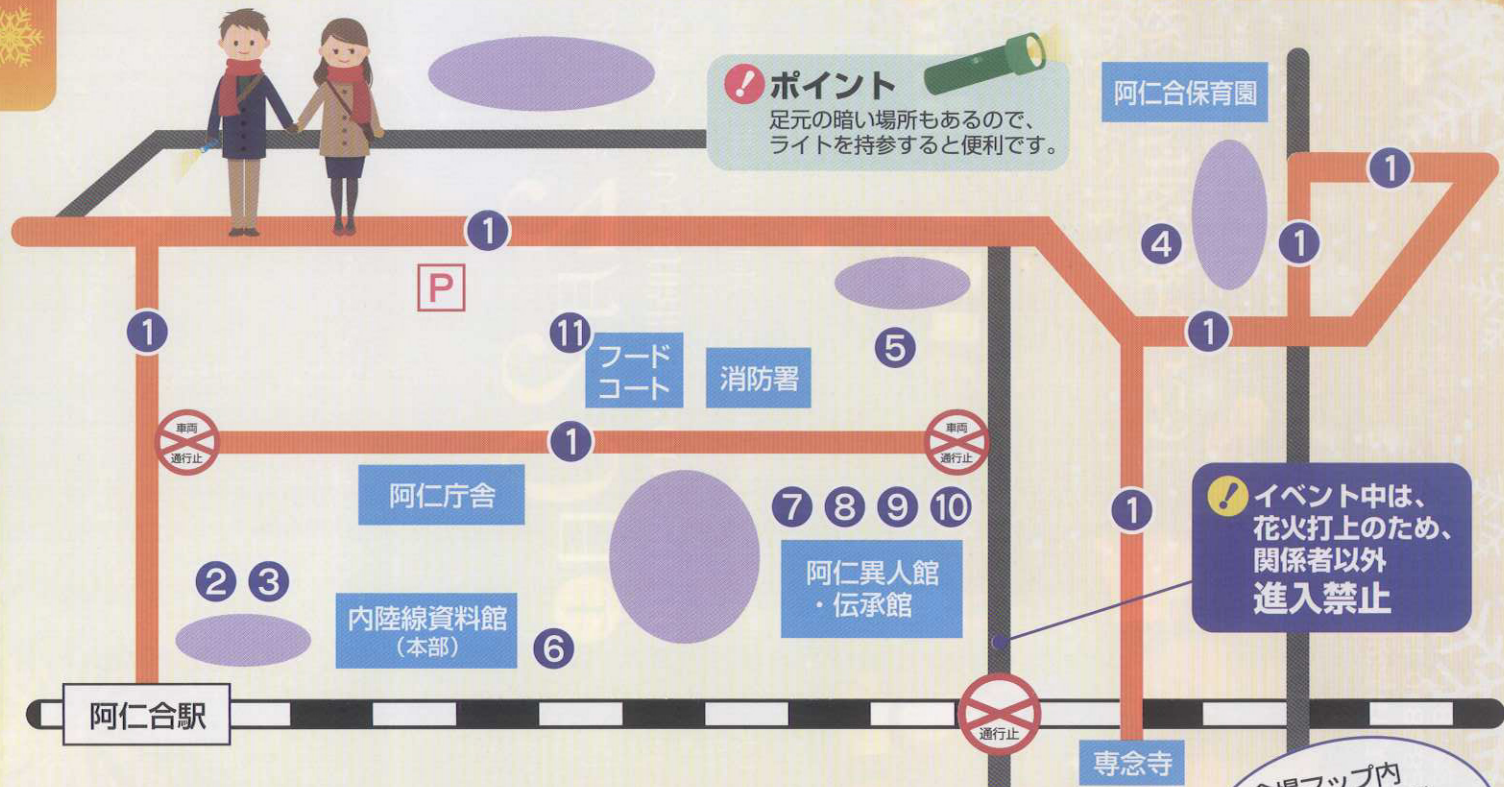 ポイント
足元の暗い場所もあるので、
ライトを持参すると便利です。
阿仁合保育園
1
1
1
4
P
1
11
フード
コート
消防署
5
1
車両
通行止
1
車両
通行止
阿仁庁舎
7 8 9 10
1
イベント中は、
花火打上のため、
関係者以外
進入禁止
阿仁異人館
・伝承館
2 3
内陸線資料館
(本部)
6
阿仁合駅
通行止
専念寺
会場マップ内